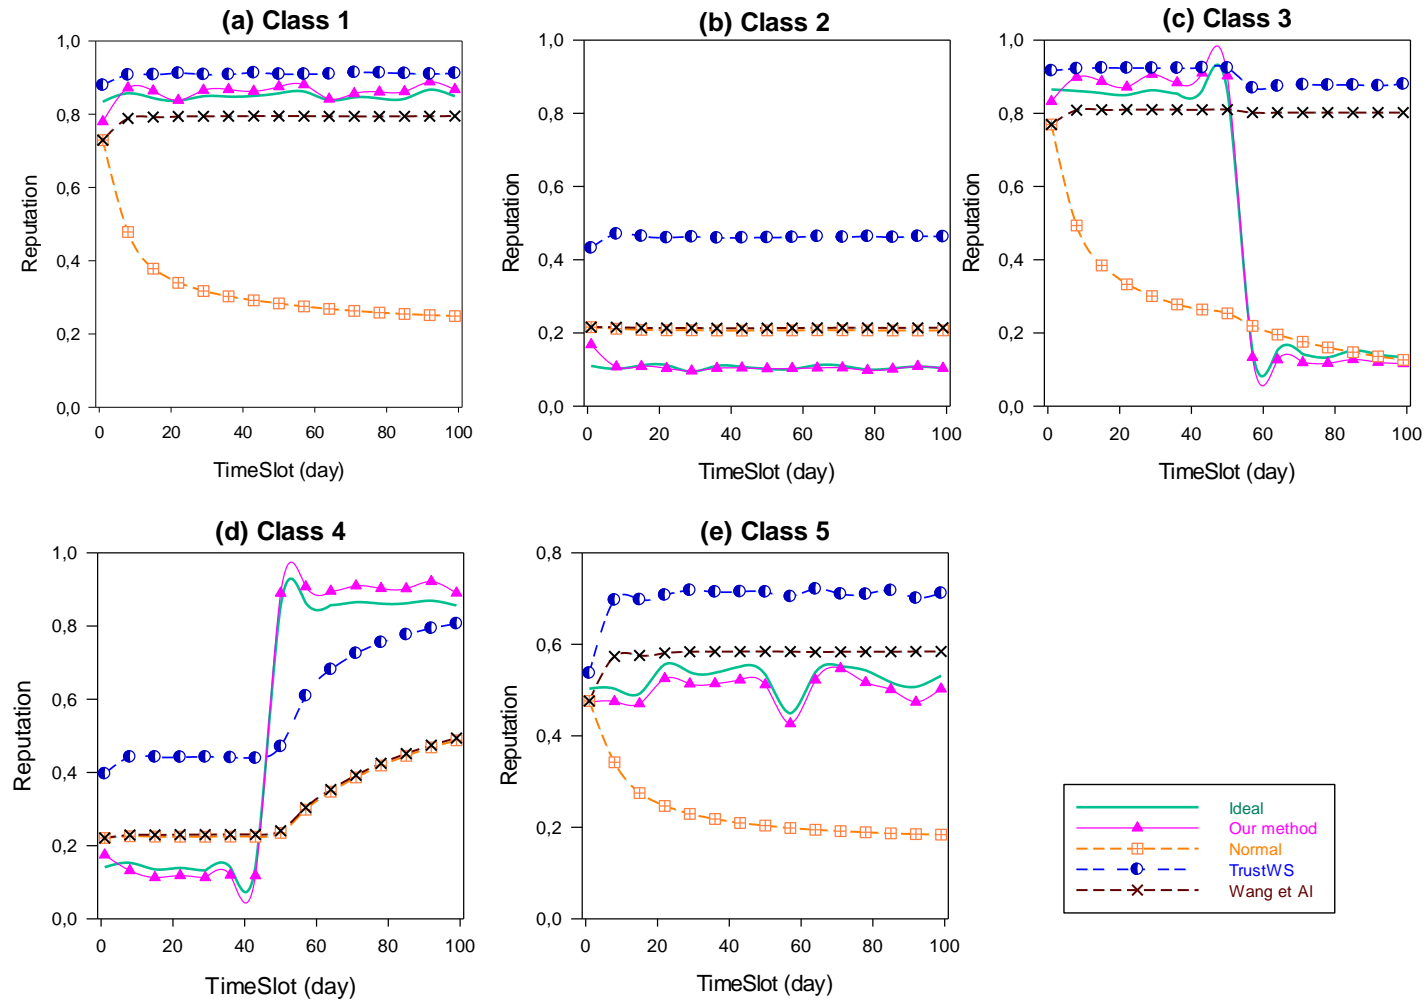 (a) Class 1
1,0
0,8
0,6
0,4
0,2
0,0
Reputation
0 20 40 60 80 100
TimeSlot (day)
(b) Class 2
1,0
0,8
0,6
0,4
0,2
0,0
Reputation
0 20 40 60 80 100
TimeSlot (day)
(c) Class 3
1,0
0,8
0,6
0,4
0,2
0,0
Reputation
0 20 40 60 80 100
TimeSlot (day)
(d) Class 4
1,0
0,8
0,6
0,4
0,2
0,0
Reputation
0 20 40 60 80 100
TimeSlot (day)
(e) Class 5
0,8
0,6
0,4
0,2
0,0
Reputation
0 20 40 60 80 100
TimeSlot (day)
Ideal
Our method
Normal
TrustWS
Wang et Al